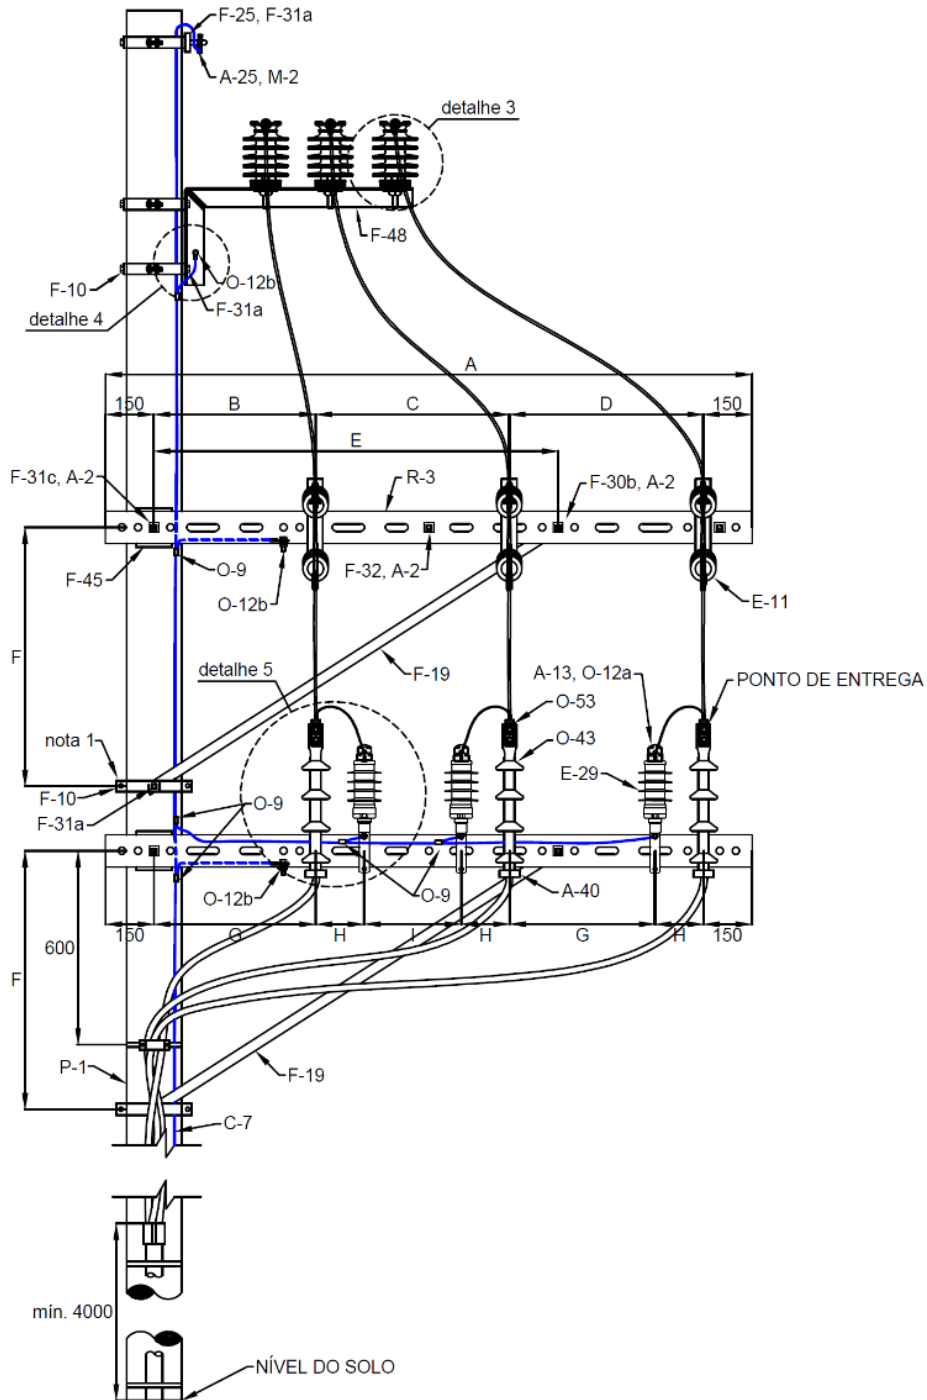 F-25, F-31a
A-25, M-2
detalhe 3
F-48
F-10
O-12b
F-31a
detalhe 4
A
150
B
C
D
150
E
F-31c, A-2
R-3
F-30b, A-2
F-45
O-9
O-12b
F-32, A-2
E-11
F
detalhe 5
F-19
A-13, O-12a
PONTO DE ENTREGA
O-53
O-43
nota 1
E-29
F-10
F-31a
O-9
O-12b
O-9
A-40
150
G
H
I
H
G
H
150
600
F
P-1
F-19
C-7
mín. 4000
NÍVEL DO SOLO